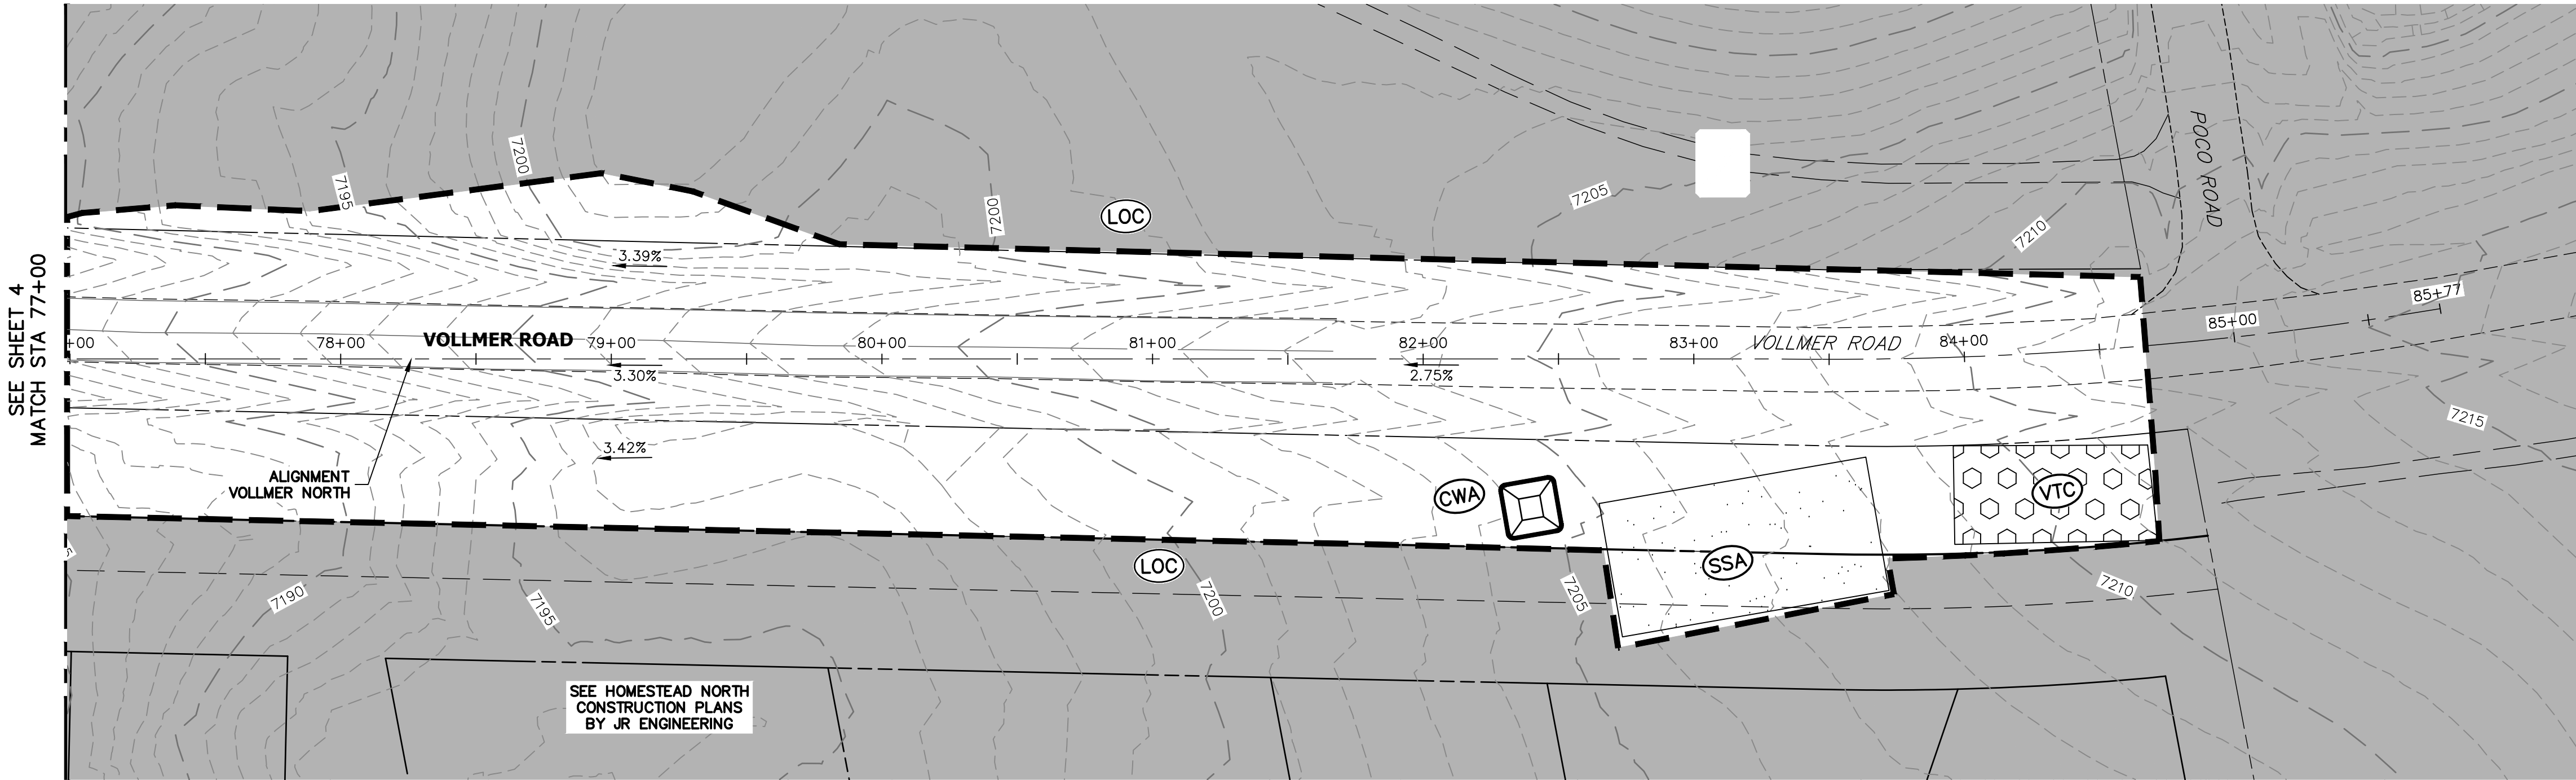 SEE SHEET 4
MATCH STA 77+00
POCO ROAD
7200
7195
7205
7200
7210
LOC
3.39%
85+77
85+00
+00
78+00
VOLLMER ROAD
79+00
80+00
81+00
82+00
83+00
VOLLMER ROAD
84+00
3.30%
2.75%
7215
3.42%
ALIGNMENT
VOLLMER NORTH
CWA
VTC
SSA
LOC
7190
7195
7200
7205
7210
SEE HOMESTEAD NORTH
CONSTRUCTION PLANS
BY JR ENGINEERING